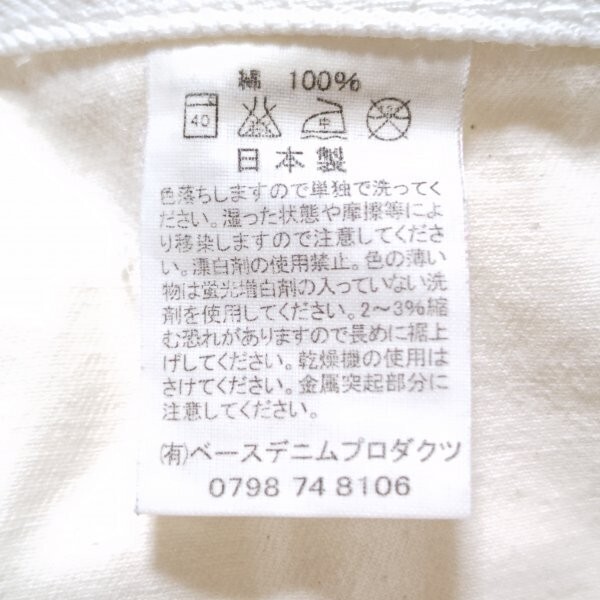 綿 100%
40 中
日本製
色落ちしますので単独で洗ってく
ださい。湿った状態や摩擦等によ
り移染しますので注意してくださ
い。漂白剤の使用禁止。色の薄い
物は蛍光増白剤の入っていない洗
剤を使用してください。2～3%縮
む恐れがありますので長めに裾上
げしてください。乾燥機の使用は
さけてください。金属突起部分に
注意してください。
(有)ベースデニムプロダクツ
0798 74 8106